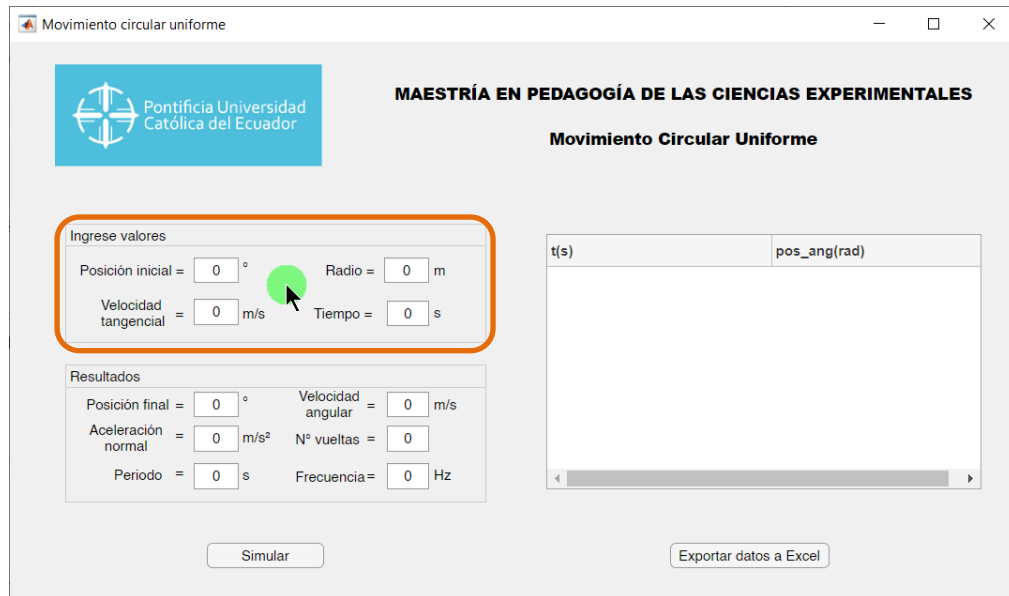 Movimiento circular uniforme
Pontificia Universidad
Católica del Ecuador
MAESTRÍA EN PEDAGOGÍA DE LAS CIENCIAS EXPERIMENTALES
Movimiento Circular Uniforme
Ingrese valores
Posición inicial = 0 ° Radio = 0 m
Velocidad
tangencial = 0 m/s Tiempo = 0 s
Resultados
Posición final = 0 ° Velocidad
angular = 0 m/s
Aceleración
normal = 0 m/s² N° vueltas = 0
Periodo = 0 s Frecuencia = 0 Hz
Simular
t(s) pos_ang(rad)
Exportar datos a Excel